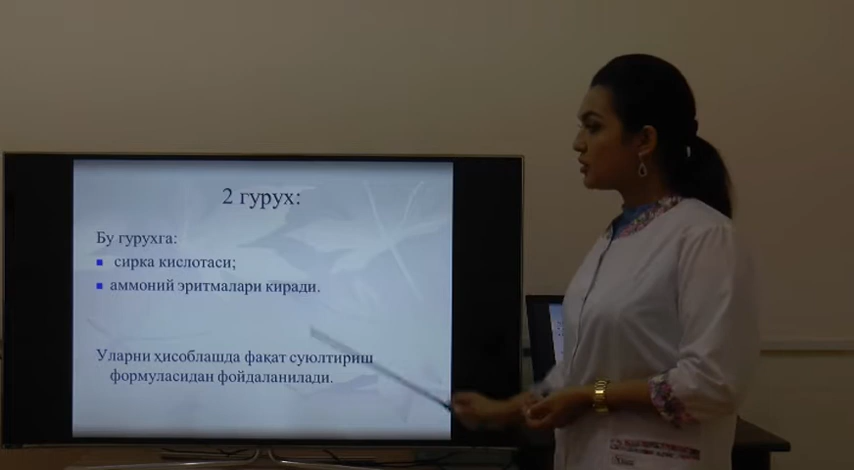 2 гурух:
Бу гурухга:
сирка кислотаси;
аммоний эритмалари киради.
Уларни ҳисоблашда фақат суюлтириш
формуласидан фойдаланилади.